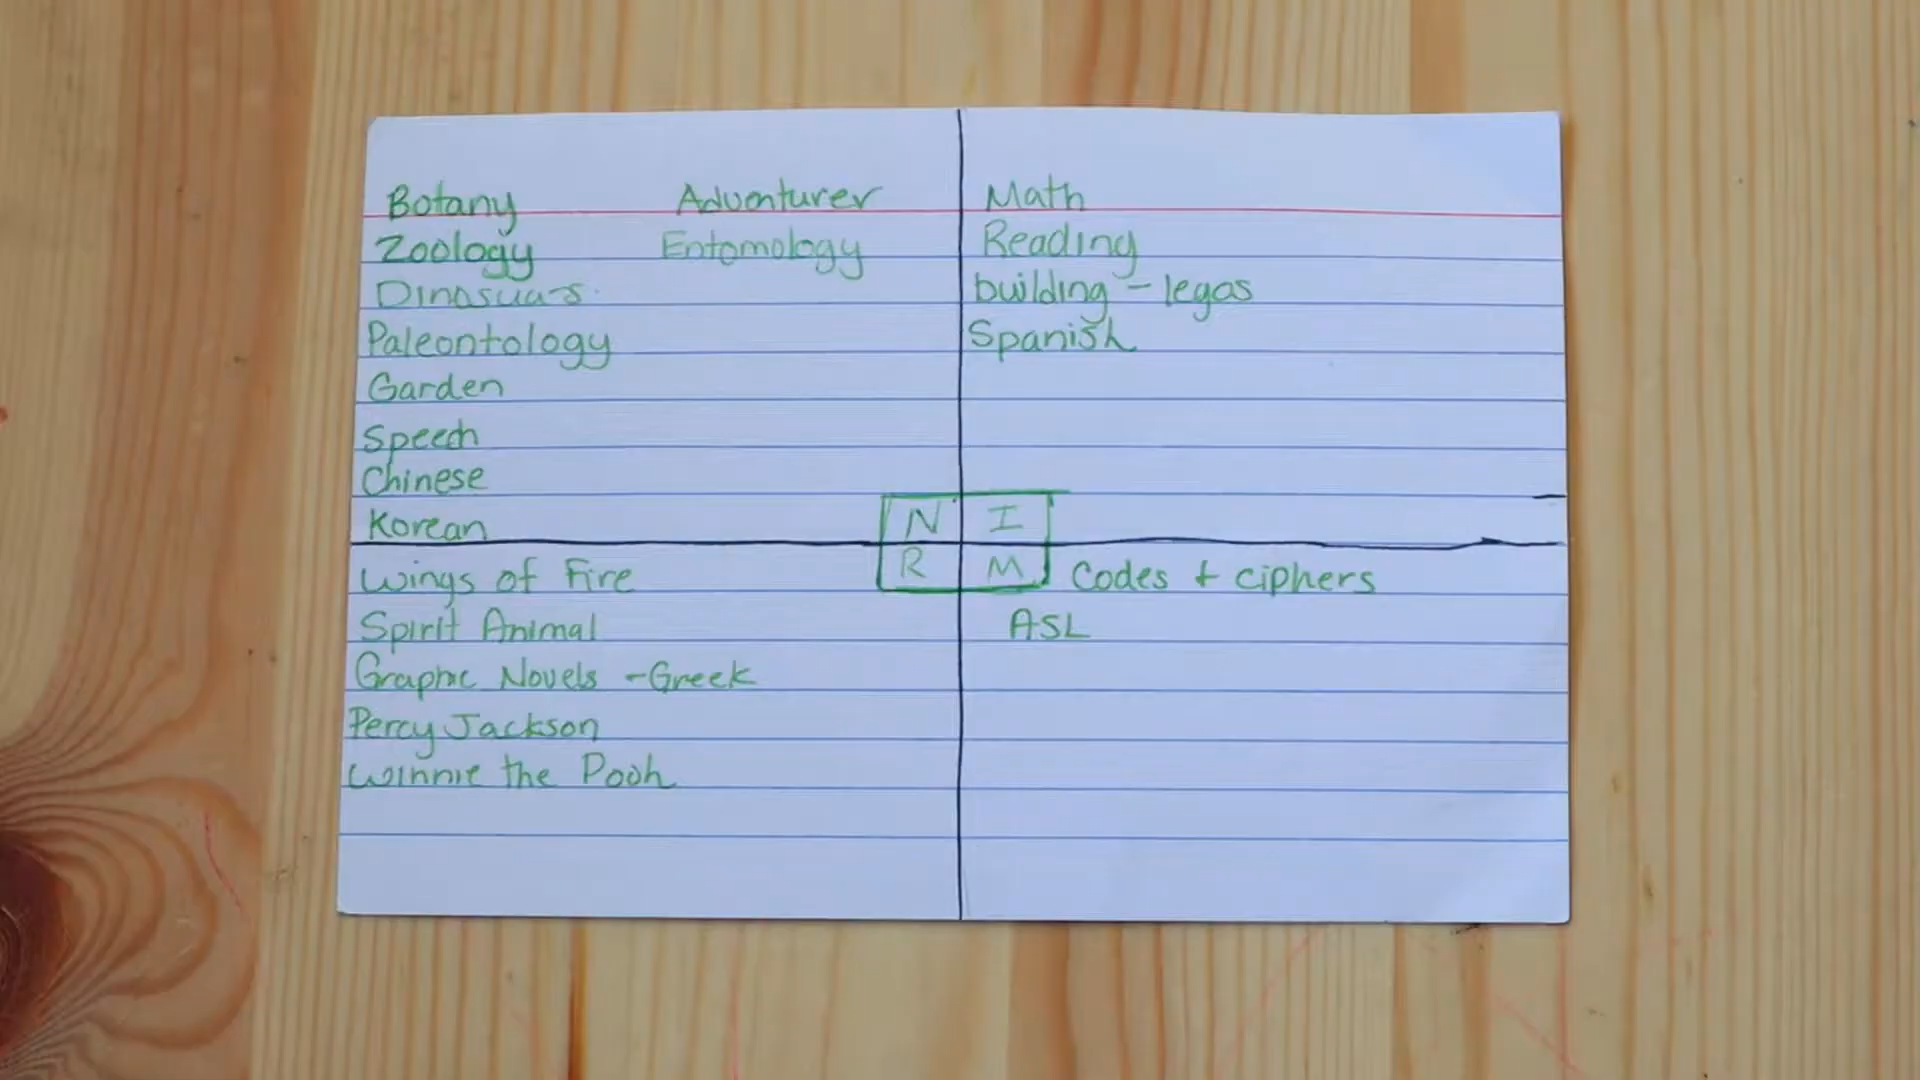 Botany Adventurer
Zoology Entomology
Dinasuars.
Paleontology
Garden
Speech
Chinese
Korean
Math
Reading
building - legos
Spanish
N I
R M
Wings of Fire
Spirit Animal
Graphic Novels - Greek
Percy Jackson
Winnie the Pooh
Codes + ciphers
ASL